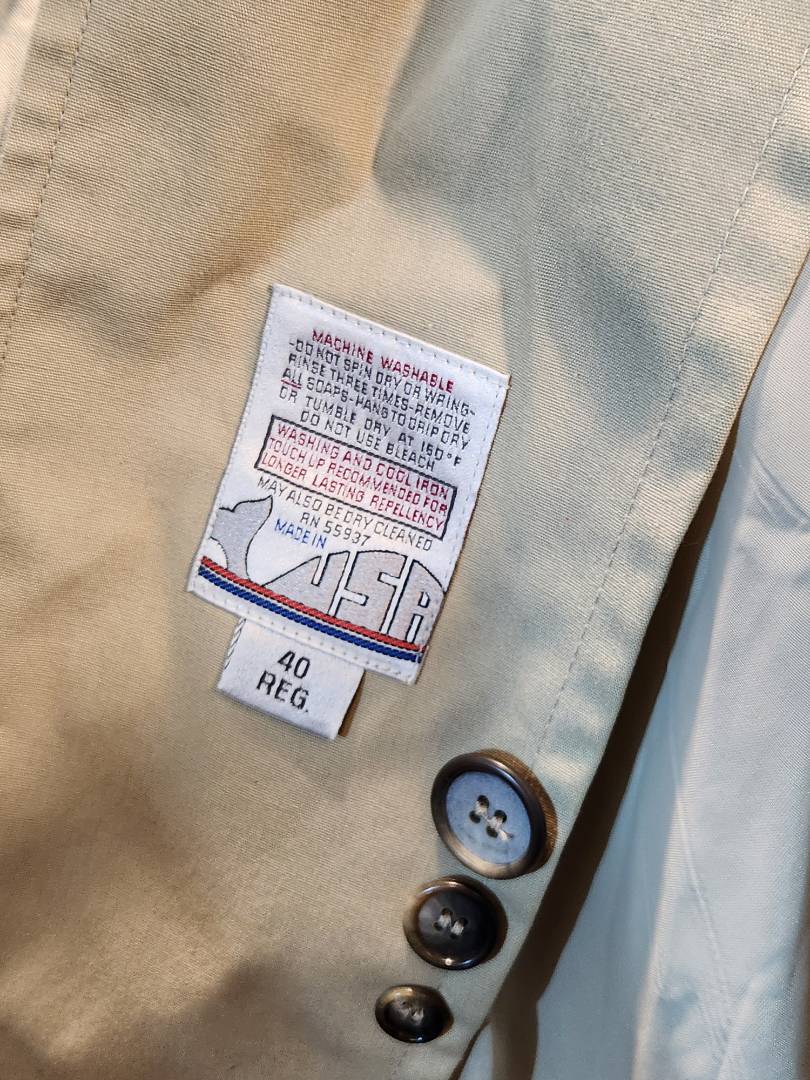 MACHINE WASHABLE
-DO NOT SPIN DRY OR WRING-
RINSE THREE TIMES-REMOVE
ALL SOAPS-HANG TO DRIP DRY
OR TUMBLE DRY, AT 160°F
DO NOT USE BLEACH
WASHING AND COOL IRON
TOUCH UP RECOMMENDED FOR
LONGER LASTING REPELLENCY
MAY ALSO BE DRY CLEANED
RN 55937
MADE IN
USA
40
REG.